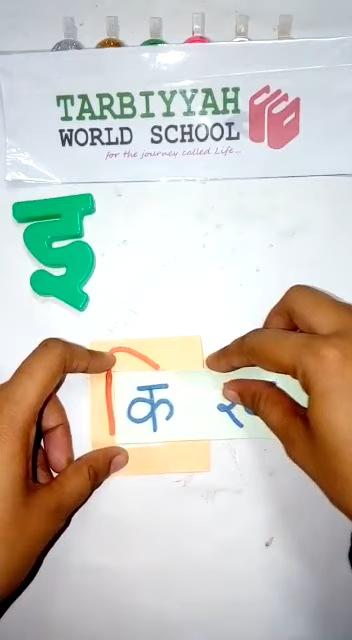 TARBIYYAH
WORLD SCHOOL
for the journey called Life...
इ
ि
क